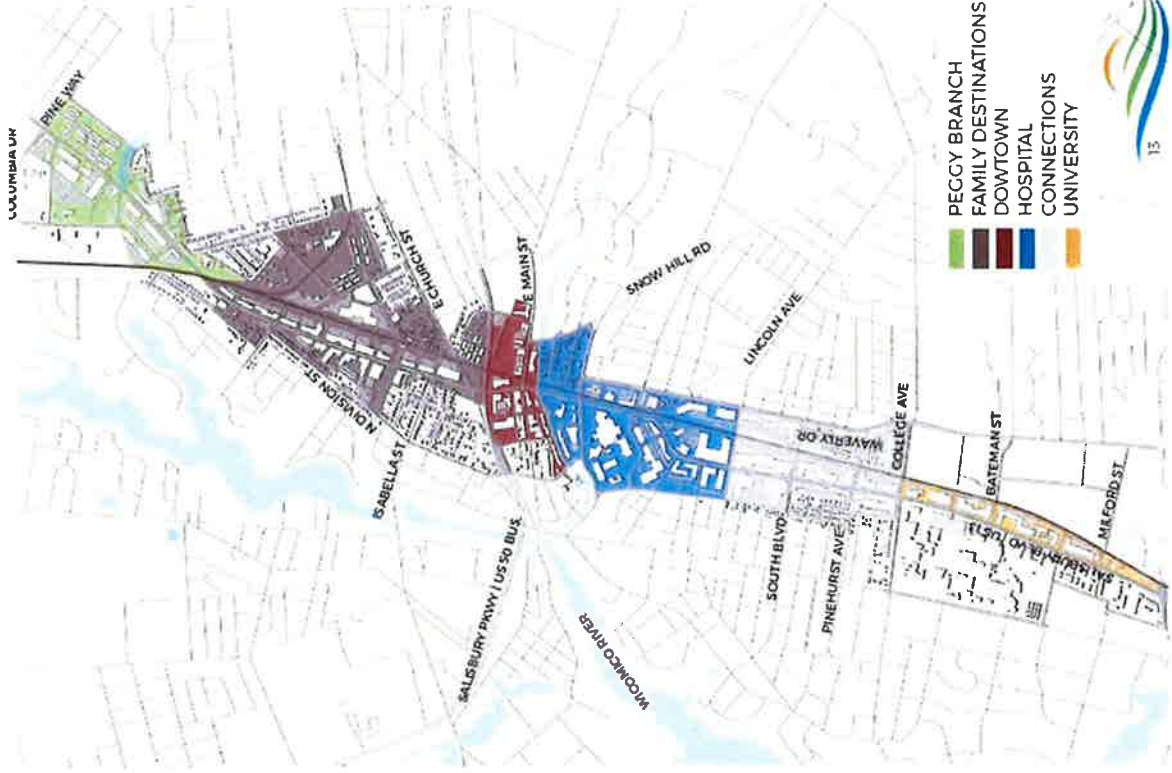 COLUMBIA DR
PINE WAY
N DIVISION ST.
E CHURCH ST
ISABELLA ST
E MAIN ST
SALISBURY PKWY | US 50 BUS.
SNOW HILL RD
WICOMICO RIVER
LINCOLN AVE
WAVERLY DR
SOUTH BLVD
PINEHURST AVE
COLLEGE AVE
BATEMAN ST
MILFORD ST
PEGGY BRANCH
FAMILY DESTINATIONS
DOWTOWN
HOSPITAL
CONNECTIONS
UNIVERSITY
13